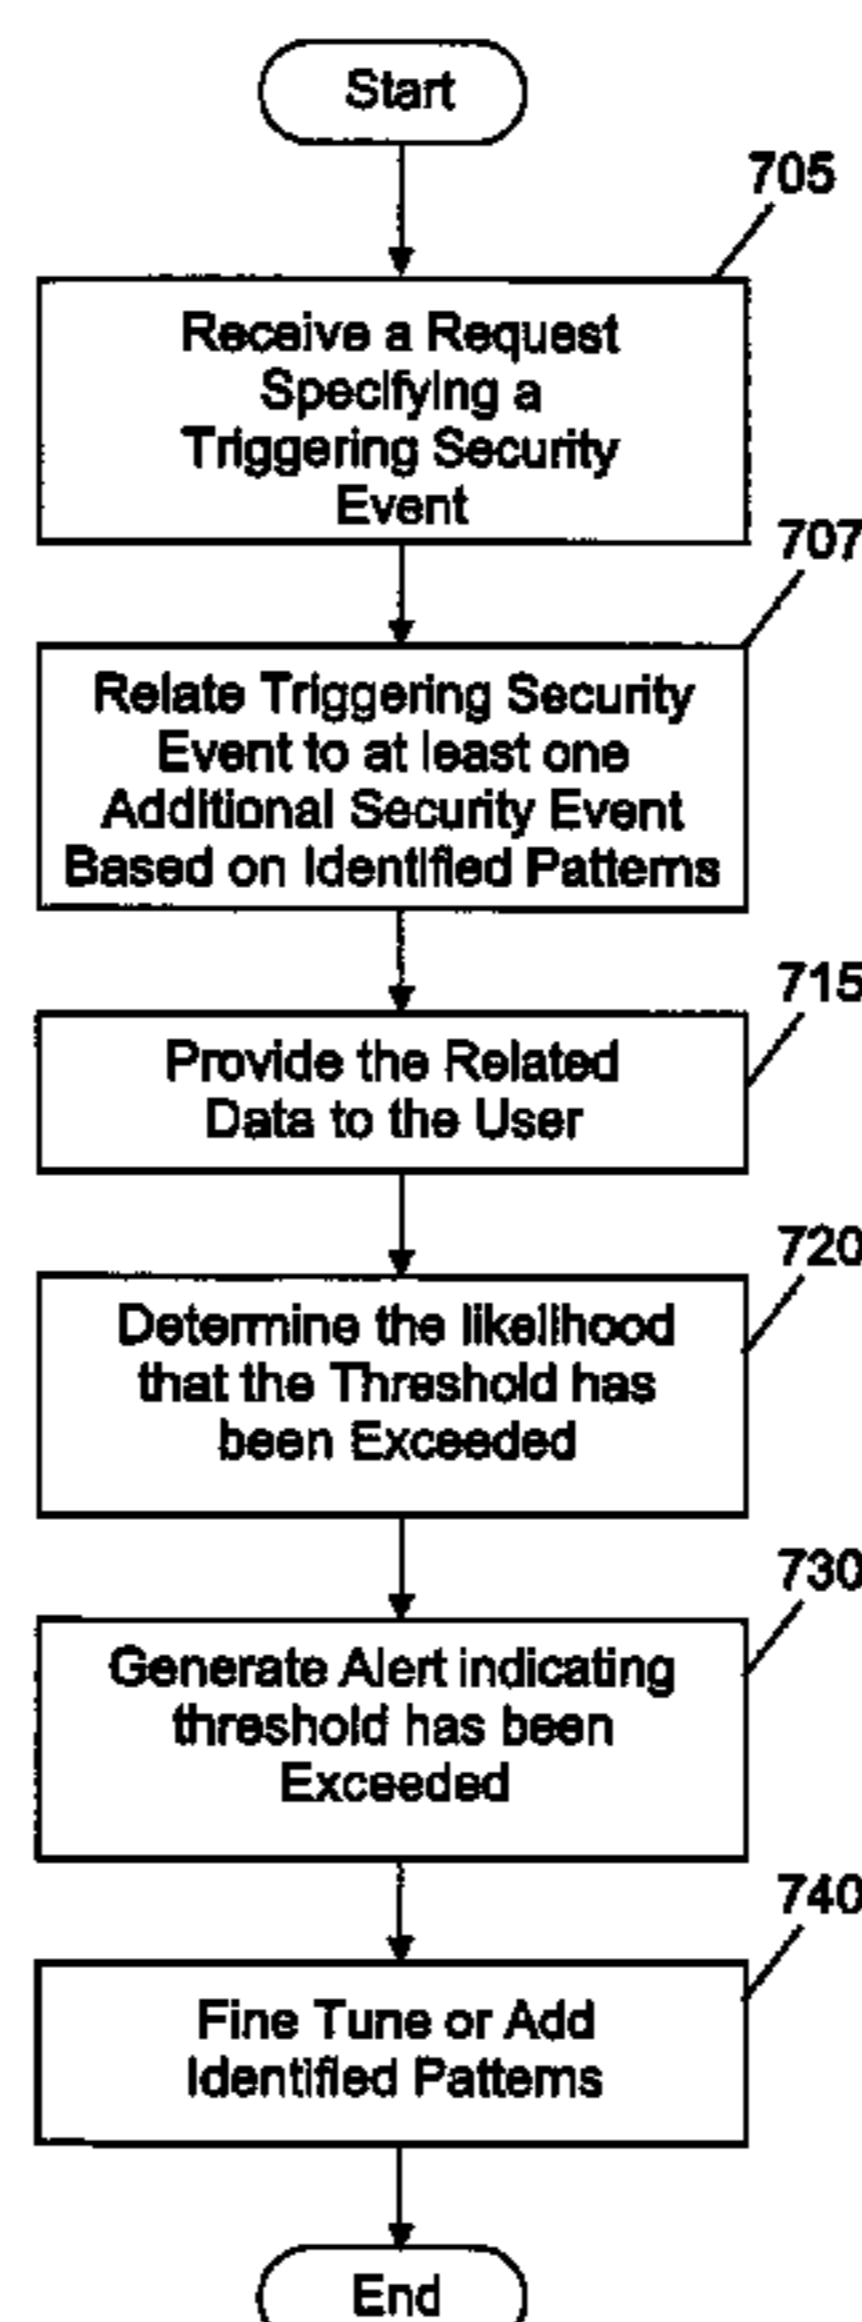 Start
705
Receive a Request
Specifying a
Triggering Security
Event
707
Relate Triggering Security
Event to at least one
Additional Security Event
Based on Identified Patterns
715
Provide the Related
Data to the User
720
Determine the likelihood
that the Threshold has
been Exceeded
730
Generate Alert indicating
threshold has been
Exceeded
740
Fine Tune or Add
Identified Patterns
End